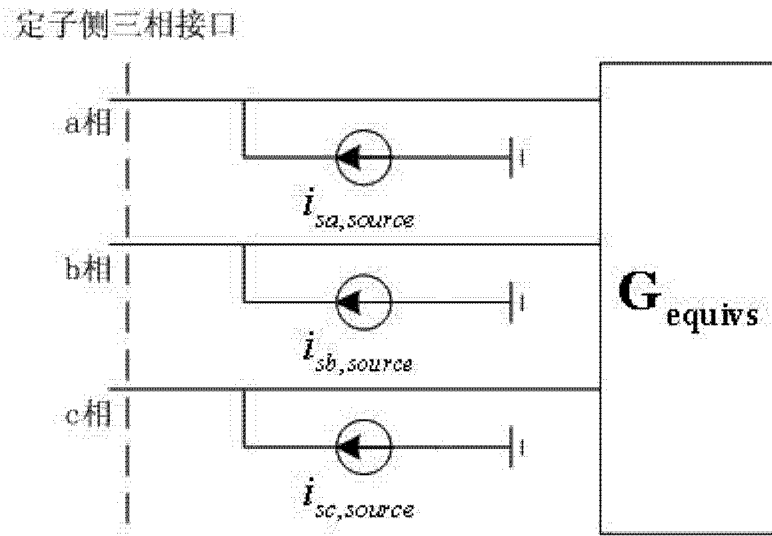 定子侧三相接口
a相
i_{sa,source}
b相
G_{equivs}
i_{sb,source}
c相
i_{sc,source}